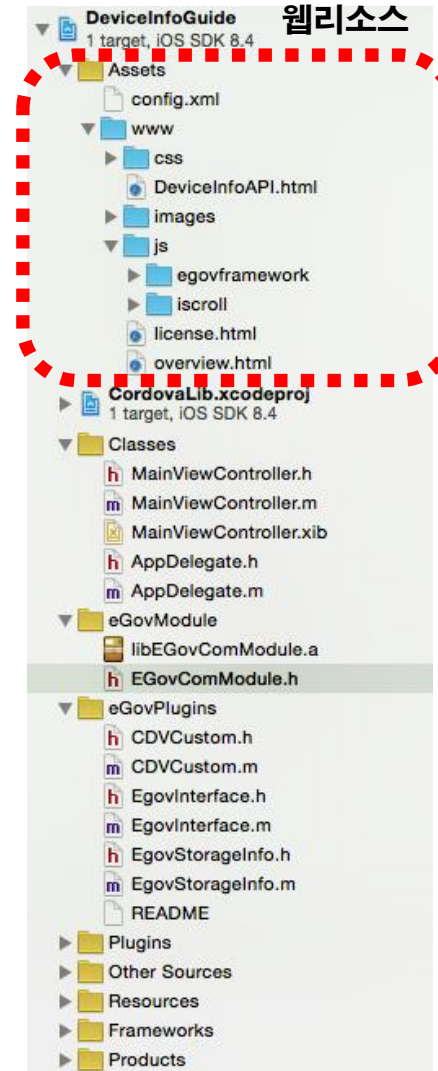 DeviceInfoGuide 웹리소스
1 target, iOS SDK 8.4
Assets
config.xml
www
css
DeviceInfoAPI.html
images
js
egovframework
iscroll
license.html
overview.html
CordovaLib.xcodeproj
1 target, iOS SDK 8.4
Classes
h MainViewController.h
m MainViewController.m
MainViewController.xib
h AppDelegate.h
m AppDelegate.m
eGovModule
libEGovComModule.a
h EGovComModule.h
eGovPlugins
h CDVCustom.h
m CDVCustom.m
h EgovInterface.h
m EgovInterface.m
h EgovStorageInfo.h
m EgovStorageInfo.m
README
Plugins
Other Sources
Resources
Frameworks
Products